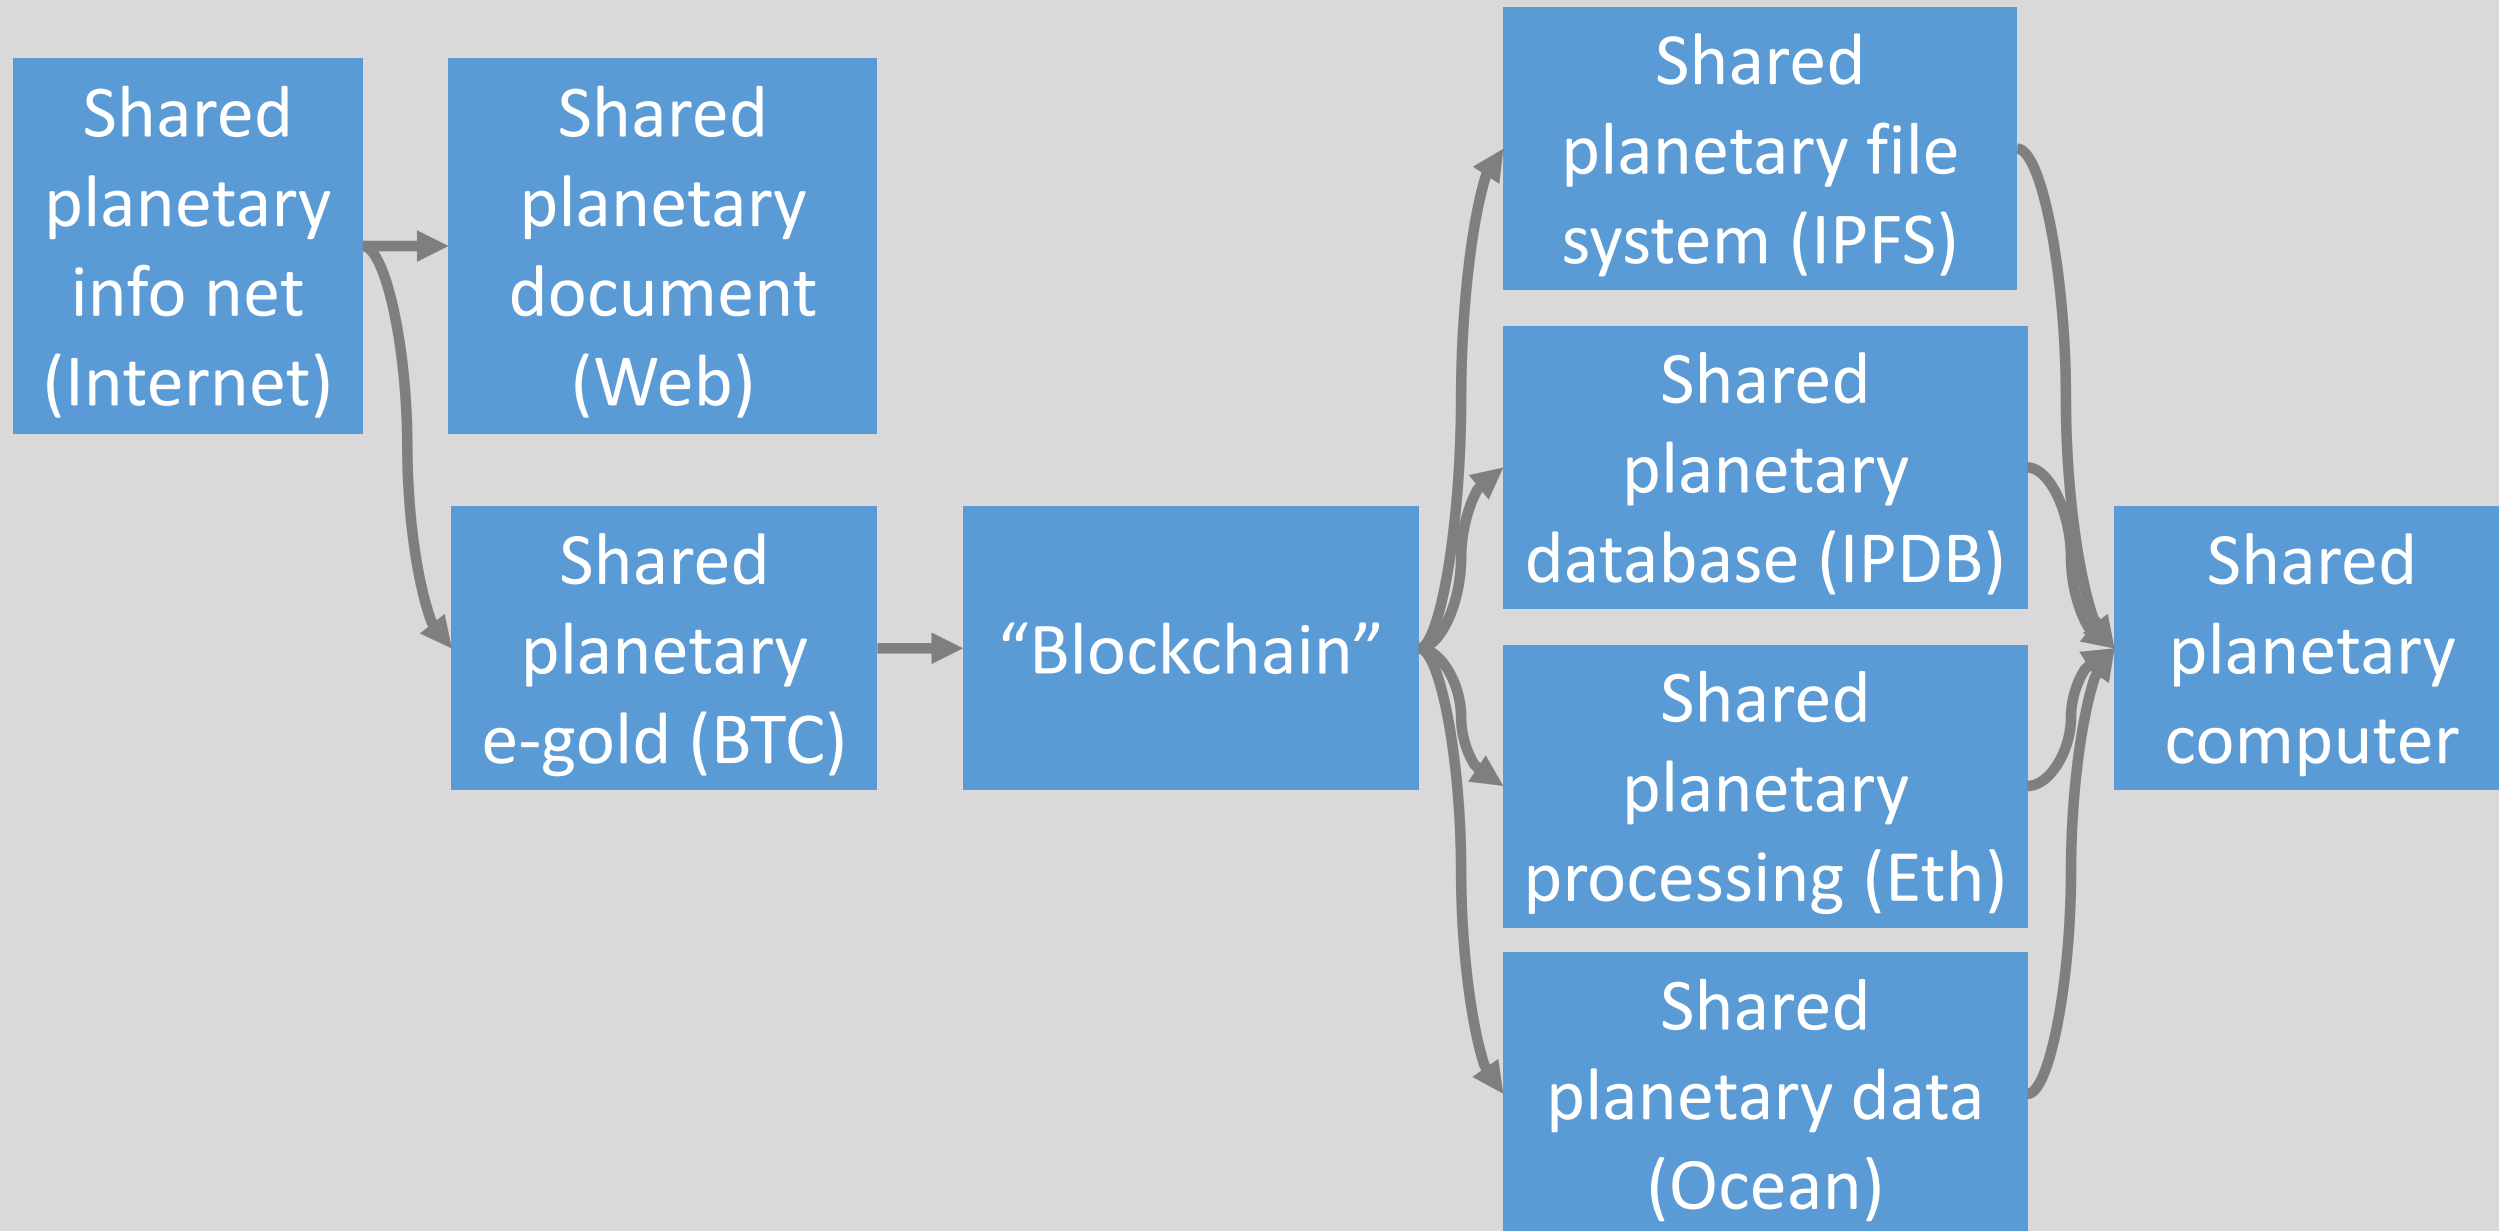 Shared
planetary
info net
(Internet)
Shared
planetary
document
(Web)
Shared
planetary
e-gold (BTC)
“Blockchain”
Shared
planetary file
system (IPFS)
Shared
planetary
database (IPDB)
Shared
planetary
processing (Eth)
Shared
planetary data
(Ocean)
Shared
planetary
computer